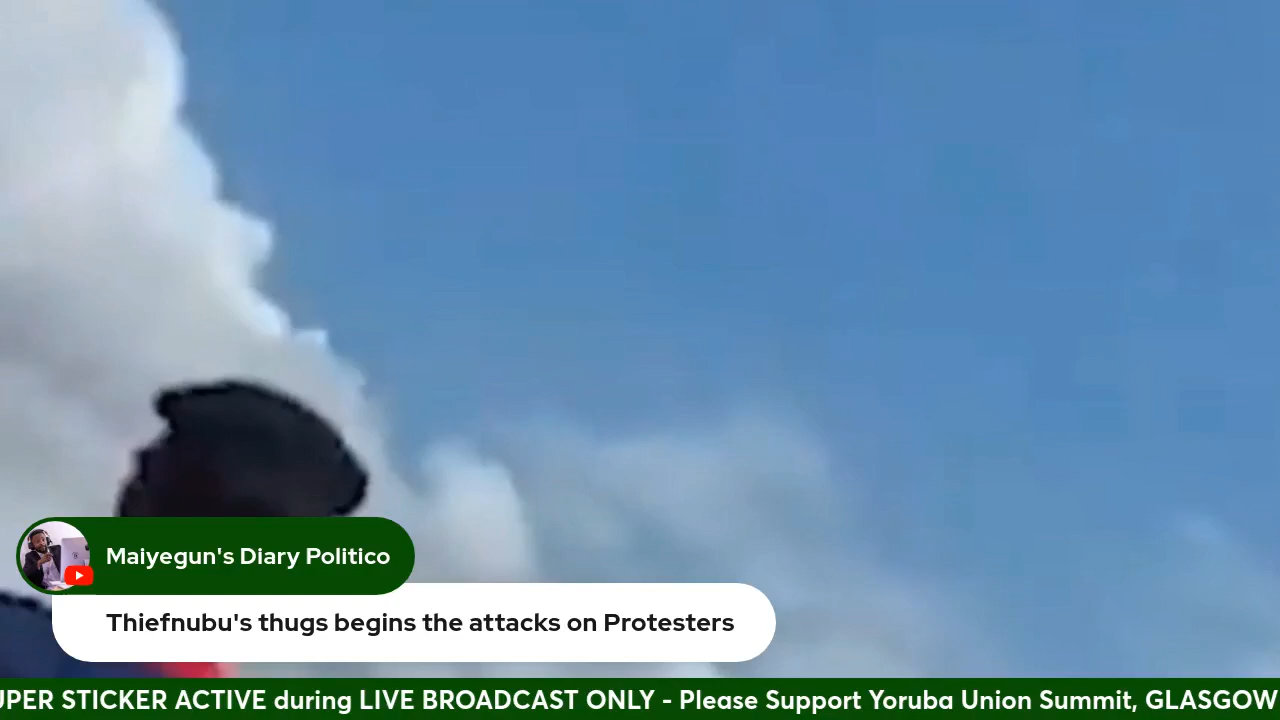 Maiyegun's Diary Politico
Thiefnubu's thugs begins the attacks on Protesters
UPER STICKER ACTIVE during LIVE BROADCAST ONLY - Please Support Yoruba Union Summit, GLASGOW